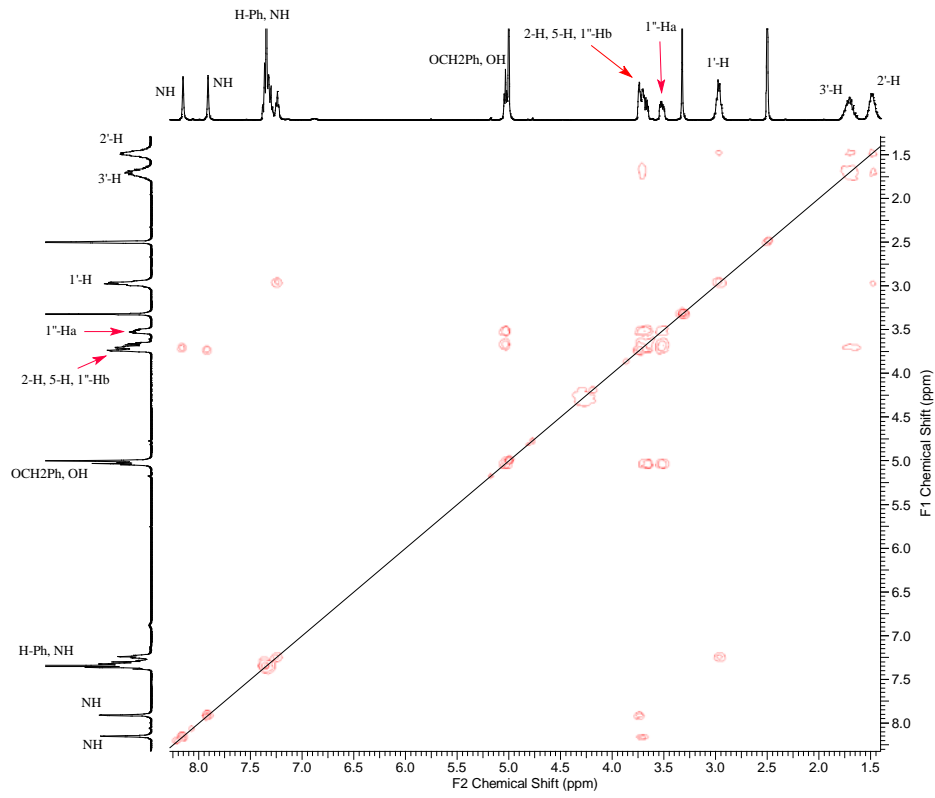 H-Ph, NH
1"-Ha
2-H, 5-H, 1"-Hb
OCH2Ph, OH
1'-H
NH
NH
3'-H
2'-H
2'-H
3'-H
1'-H
1"-Ha
2-H, 5-H, 1"-Hb
OCH2Ph, OH
H-Ph, NH
NH
NH
1.5
2.0
2.5
3.0
3.5
4.0
4.5
5.0
5.5
6.0
6.5
7.0
7.5
8.0
F1 Chemical Shift (ppm)
8.0 7.5 7.0 6.5 6.0 5.5 5.0 4.5 4.0 3.5 3.0 2.5 2.0 1.5
F2 Chemical Shift (ppm)